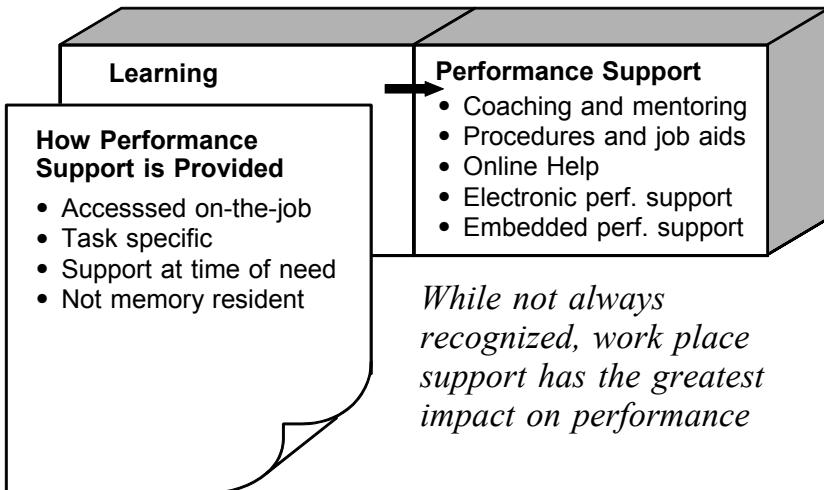 Learning
Performance Support
• Coaching and mentoring
• Procedures and job aids
• Online Help
• Electronic perf. support
• Embedded perf. support
How Performance
Support is Provided
• Accesssed on-the-job
• Task specific
• Support at time of need
• Not memory resident
While not always
recognized, work place
support has the greatest
impact on performance